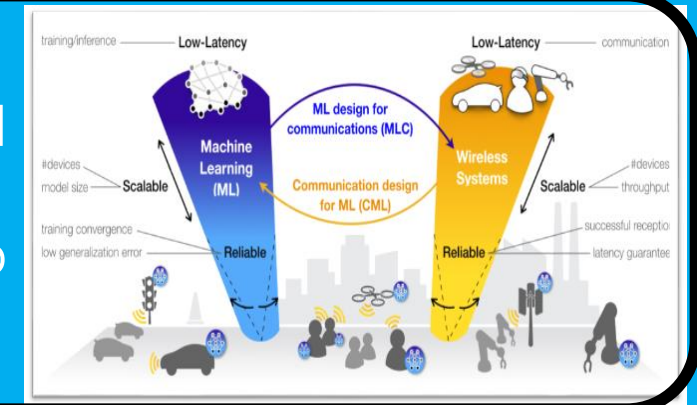 training/inference
Low-Latency
Low-Latency
communication
ML design for
communications (MLC)
Machine
Learning
(ML)
Wireless
Systems
#devices
model size
Scalable
Communication design
for ML (CML)
Scalable
#devices
throughput
training convergence
low generalization error
Reliable
Reliable
successful reception
latency guarantee